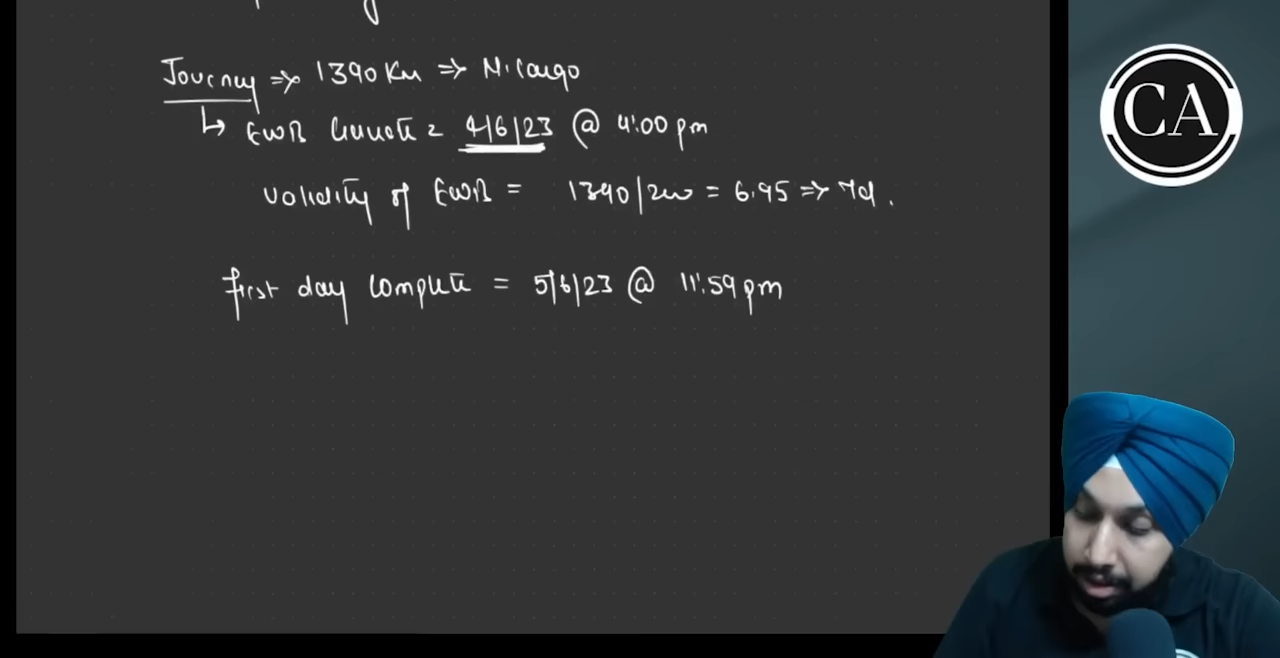 Journey => 1390 Km => N. Cargo
CA
↳ EWB Generate = 4/6/23 @ 4:00 pm
Validity of EWB = 1390/200 = 6.95 => 7d.
first day complete = 5/6/23 @ 11:59 pm